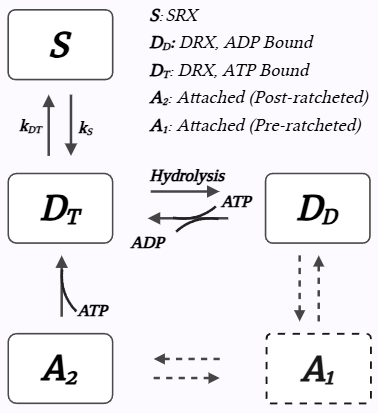 S
S: SRX
D_D: DRX, ADP Bound
D_T: DRX, ATP Bound
A_2: Attached (Post-ratcheted)
A_1: Attached (Pre-ratcheted)
k_DT
k_S
D_T
Hydrolysis
ATP
ADP
D_D
ATP
A_2
A_1